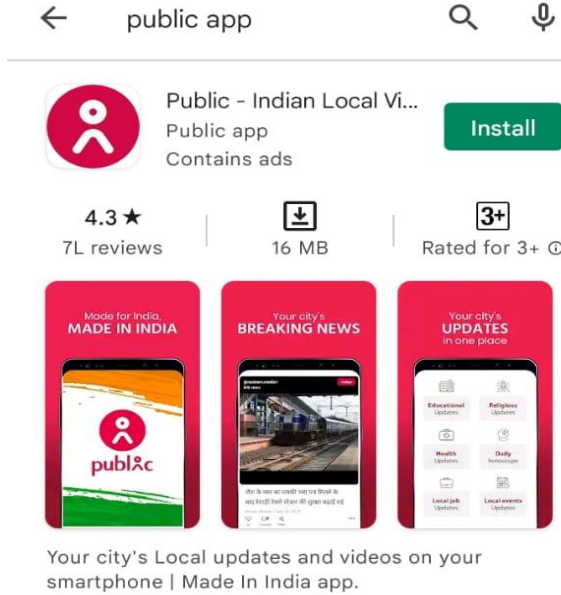 public app
Public - Indian Local Vi...
Public app
Contains ads
Install
4.3 ★
7L reviews
16 MB
3+
Rated for 3+
Made for India,
MADE IN INDIA
public
Your city's
BREAKING NEWS
Your city's
UPDATES
in one place
Educational
Updates
Religious
Updates
Health
Updates
Daily
horoscope
Local job
Updates
Local events
Updates
Your city's Local updates and videos on your
smartphone | Made In India app.